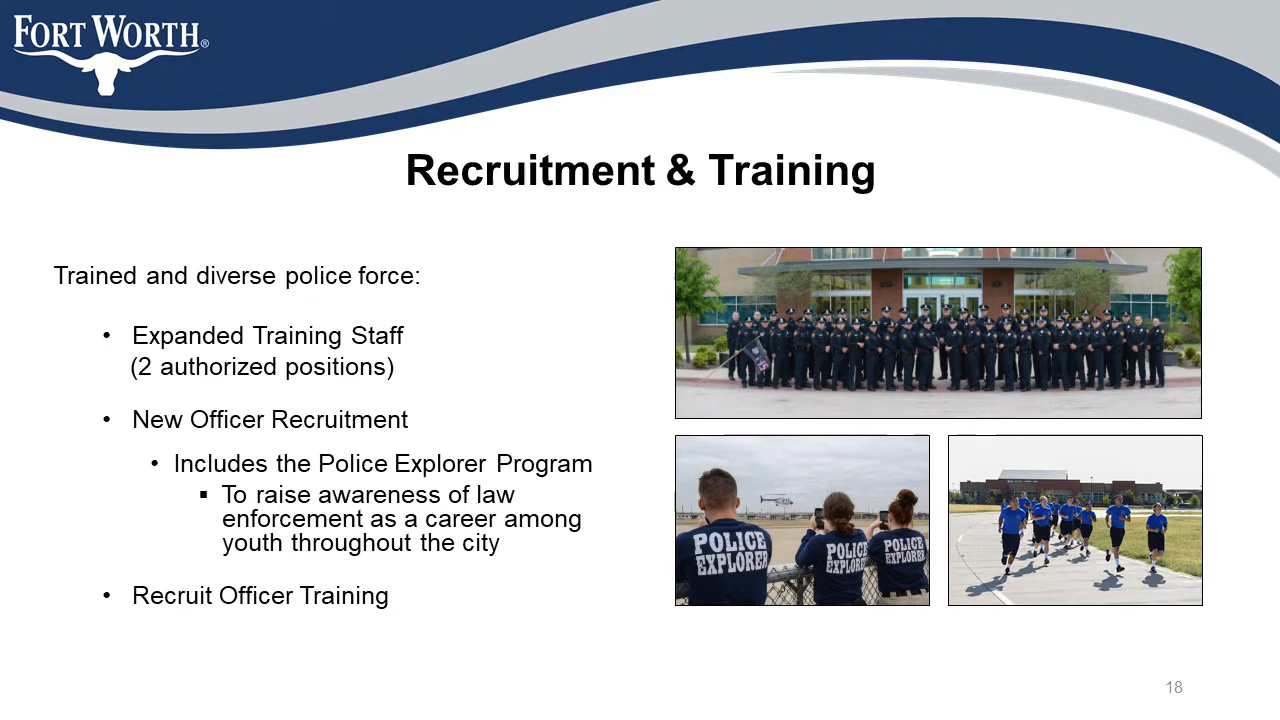 FORT WORTH®
Recruitment & Training
Trained and diverse police force:
• Expanded Training Staff
(2 authorized positions)
• New Officer Recruitment
• Includes the Police Explorer Program
▪ To raise awareness of law
enforcement as a career among
youth throughout the city
• Recruit Officer Training
POLICE
EXPLORER
POLICE
EXPLORER
POLICE
EXPLORER
18